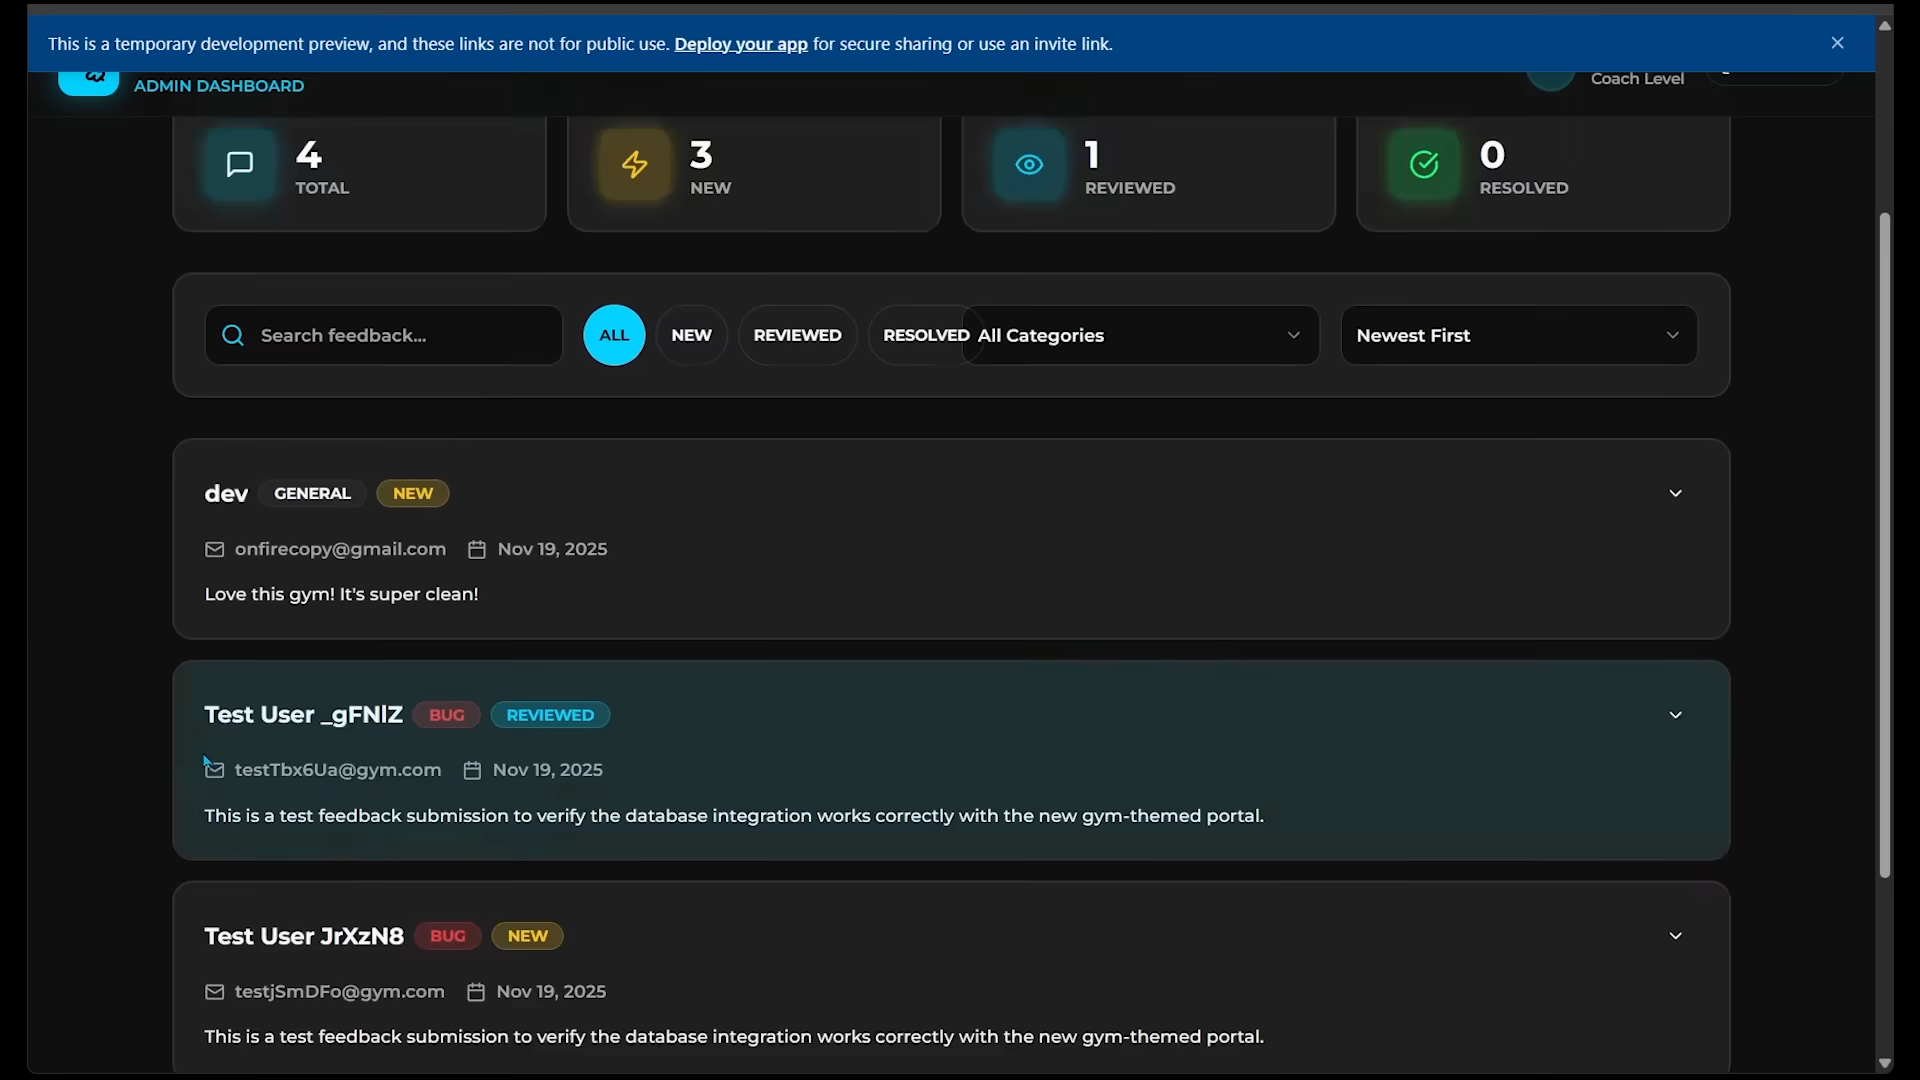 This is a temporary development preview, and these links are not for public use. Deploy your app for secure sharing or use an invite link.
ADMIN DASHBOARD
Coach Level
4
TOTAL
3
NEW
1
REVIEWED
0
RESOLVED
Search feedback...
ALL
NEW
REVIEWED
RESOLVED
All Categories
Newest First
dev GENERAL NEW
onfirecopy@gmail.com Nov 19, 2025
Love this gym! It's super clean!
Test User _gFNlZ BUG REVIEWED
testTbx6Ua@gym.com Nov 19, 2025
This is a test feedback submission to verify the database integration works correctly with the new gym-themed portal.
Test User JrXzN8 BUG NEW
testjSmDFo@gym.com Nov 19, 2025
This is a test feedback submission to verify the database integration works correctly with the new gym-themed portal.